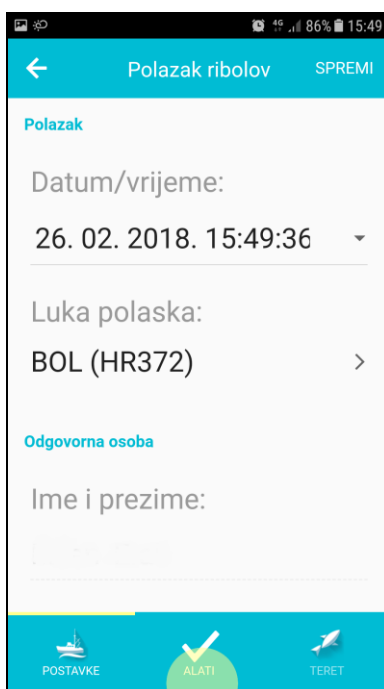 4G 86% 15:49
Polazak ribolov SPREMI
Polazak
Datum/vrijeme:
26. 02. 2018. 15:49:36
Luka polaska:
BOL (HR372)
Odgovorna osoba
Ime i prezime:
POSTAVKE ALATI TERET